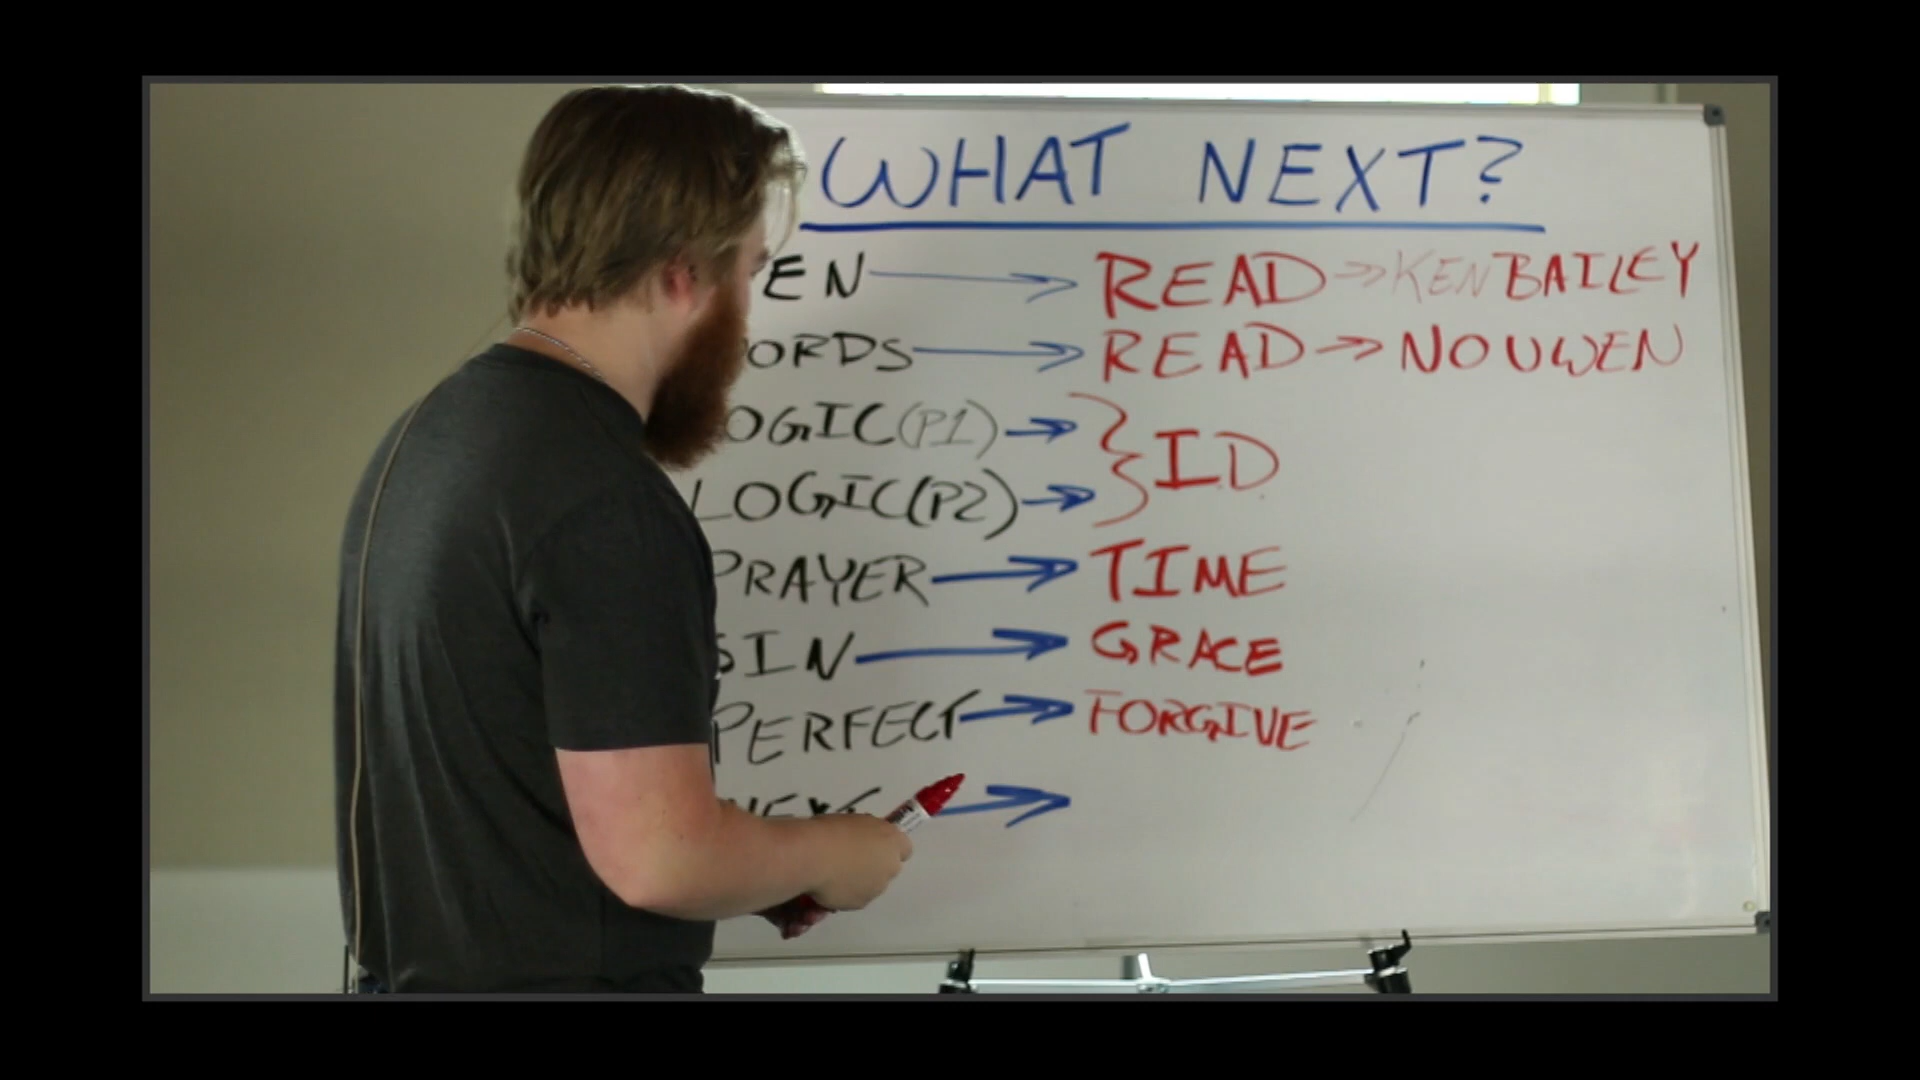 WHAT NEXT?
EN → READ → KEN BAILEY
ORDS → READ → NOUWEN
OGIC (P1) → } ID
LOGIC (P2) →
PRAYER → TIME
SIN → GRACE
PERFECT → FORGIVE
NEXT →